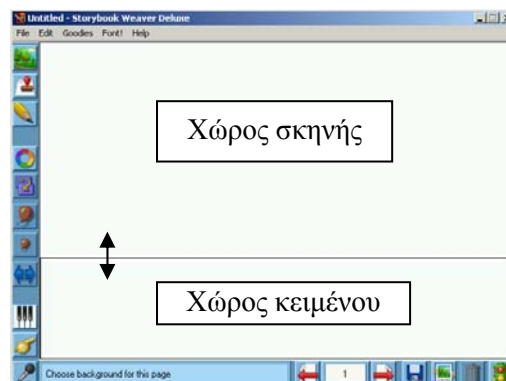 Untitled - Storybook Weaver Deluxe
File Edit Goodies Font! Help
Χώρος σκηνής
Χώρος κειμένου
Choose background for this page
1